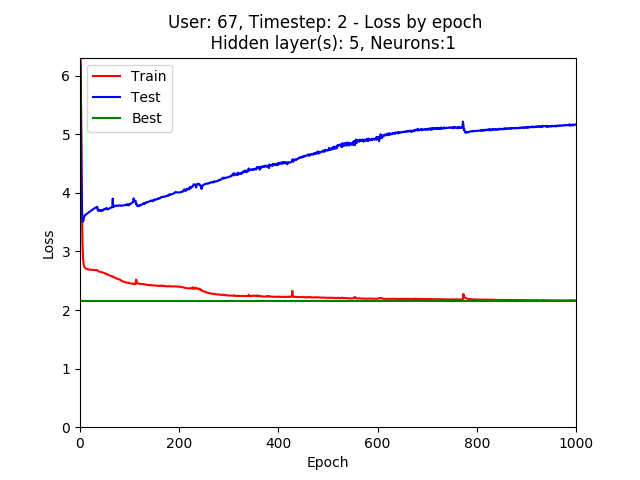 User: 67, Timestep: 2 - Loss by epoch
Hidden layer(s): 5, Neurons:1
Train
Test
Best
6
5
4
3
2
1
0
Loss
0 200 400 600 800 1000
Epoch